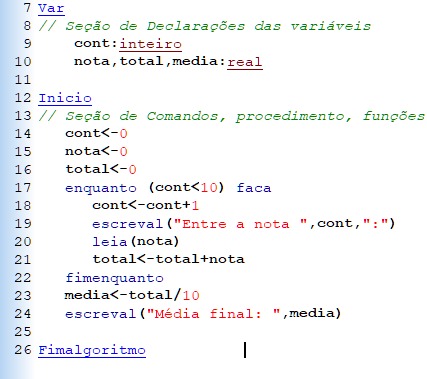 7 Var
8 // Seção de Declarações das variáveis
9 cont:inteiro
10 nota,total,media:real
11
12 Inicio
13 // Seção de Comandos, procedimento, funções
14 cont<-0
15 nota<-0
16 total<-0
17 enquanto (cont<10) faca
18 cont<-cont+1
19 escreval("Entre a nota ",cont,":")
20 leia(nota)
21 total<-total+nota
22 fimenquanto
23 media<-total/10
24 escreval("Média final: ",media)
25
26 Fimalgoritmo